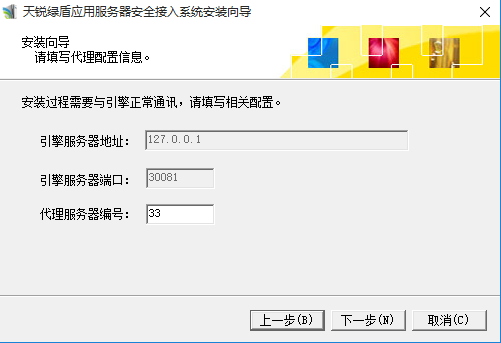 天锐绿盾应用服务器安全接入系统安装向导
安装向导
请填写代理配置信息。
安装过程需要与引擎正常通讯，请填写相关配置。
引擎服务器地址： 127.0.0.1
引擎服务器端口： 30081
代理服务器编号： 33
上一步(B) 下一步(N) 取消(C)